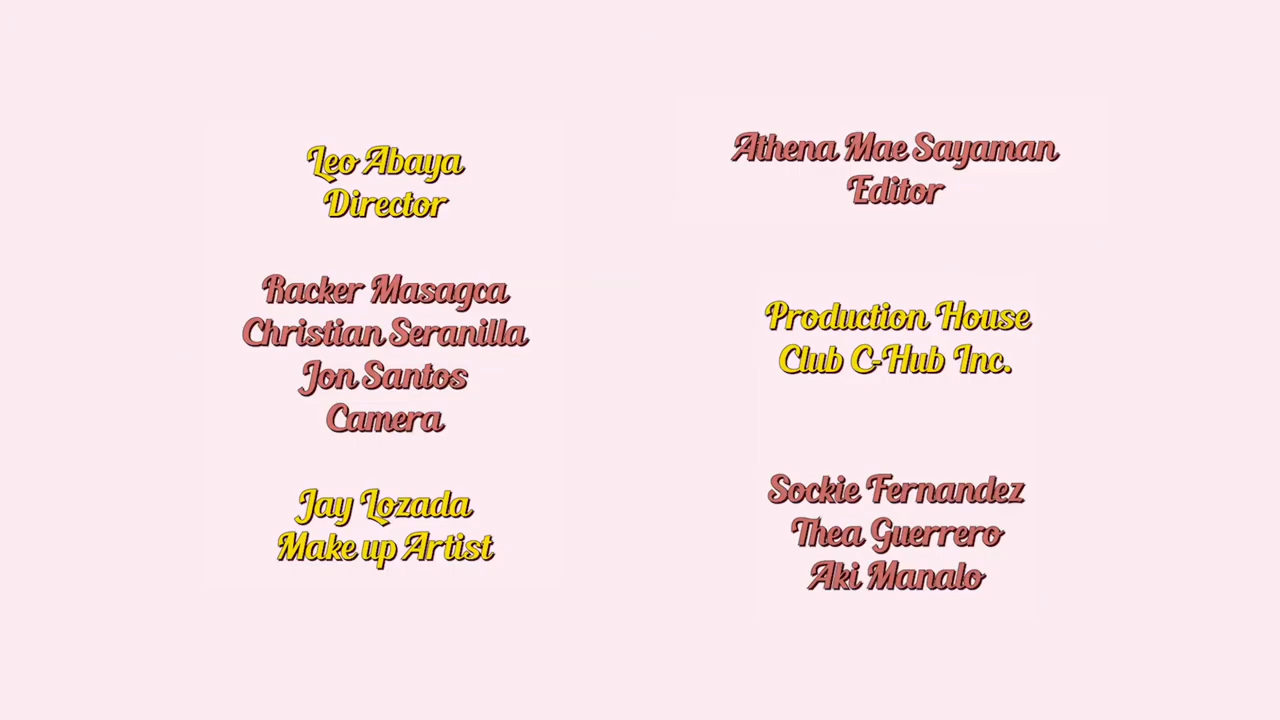 Leo Abaya
Director
Racker Masagca
Christian Seranilla
Jon Santos
Camera
Jay Lozada
Make up Artist
Athena Mae Sayaman
Editor
Production House
Club C-Hub Inc.
Sockie Fernandez
Thea Guerrero
Aki Manalo